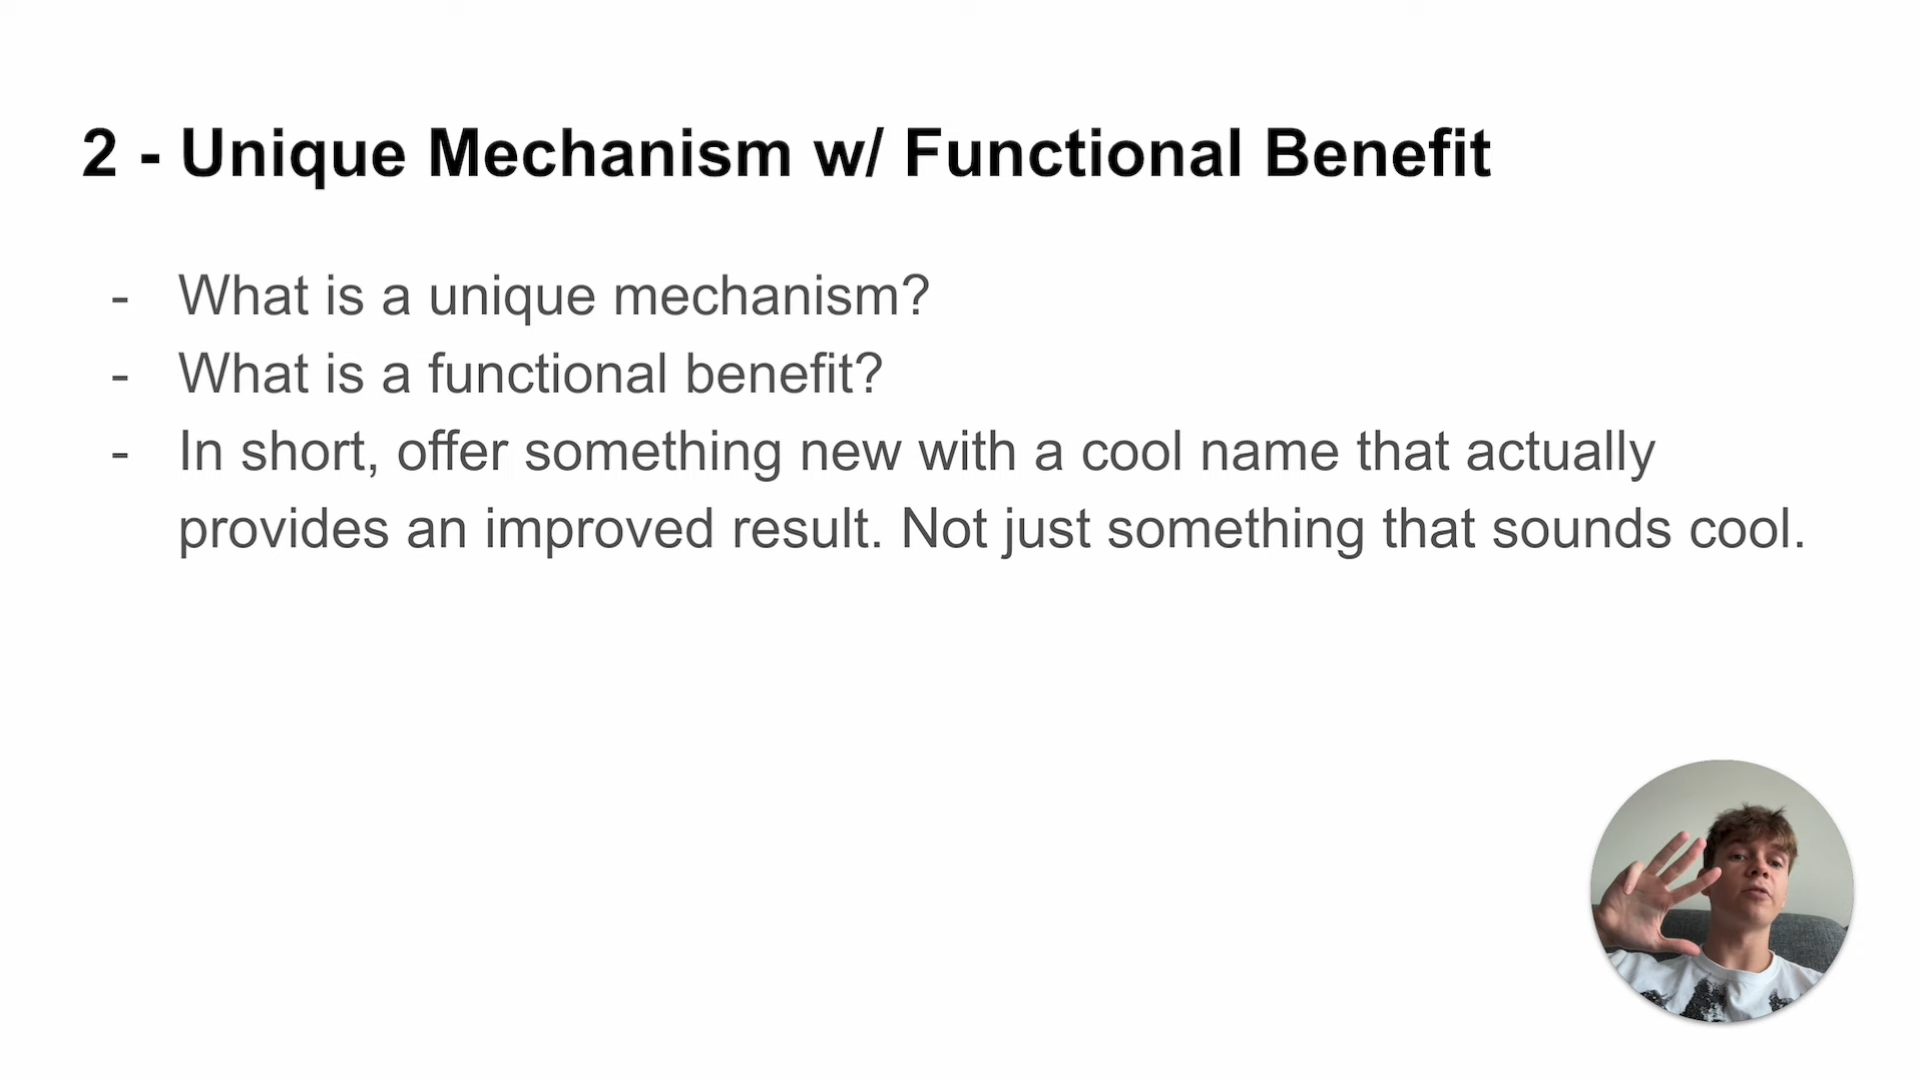 2 - Unique Mechanism w/ Functional Benefit
- What is a unique mechanism?
- What is a functional benefit?
- In short, offer something new with a cool name that actually
provides an improved result. Not just something that sounds cool.